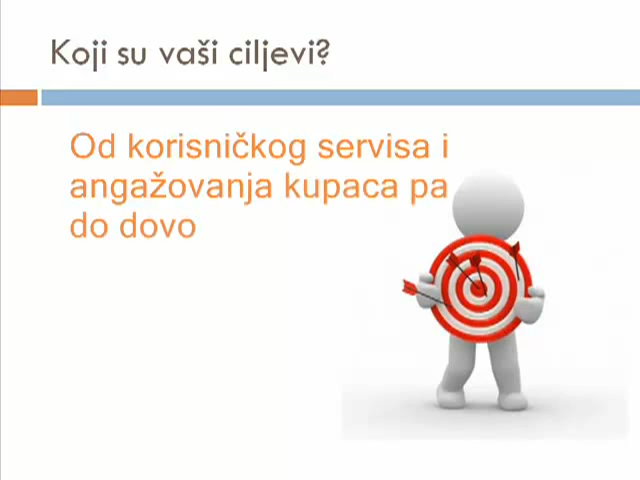 Koji su vaši ciljevi?
Od korisničkog servisa i
angažovanja kupaca pa
do dovo